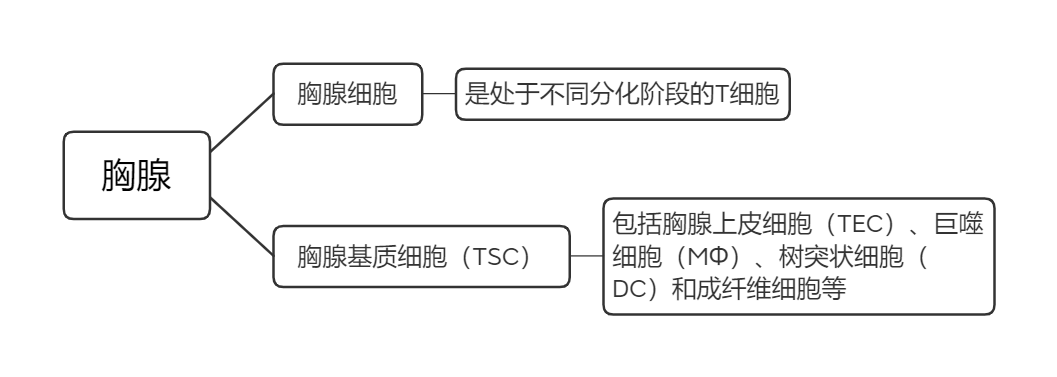 胸腺
胸腺细胞
是处于不同分化阶段的T细胞
胸腺基质细胞（TSC）
包括胸腺上皮细胞（TEC）、巨噬
细胞（MΦ）、树突状细胞（
DC）和成纤维细胞等